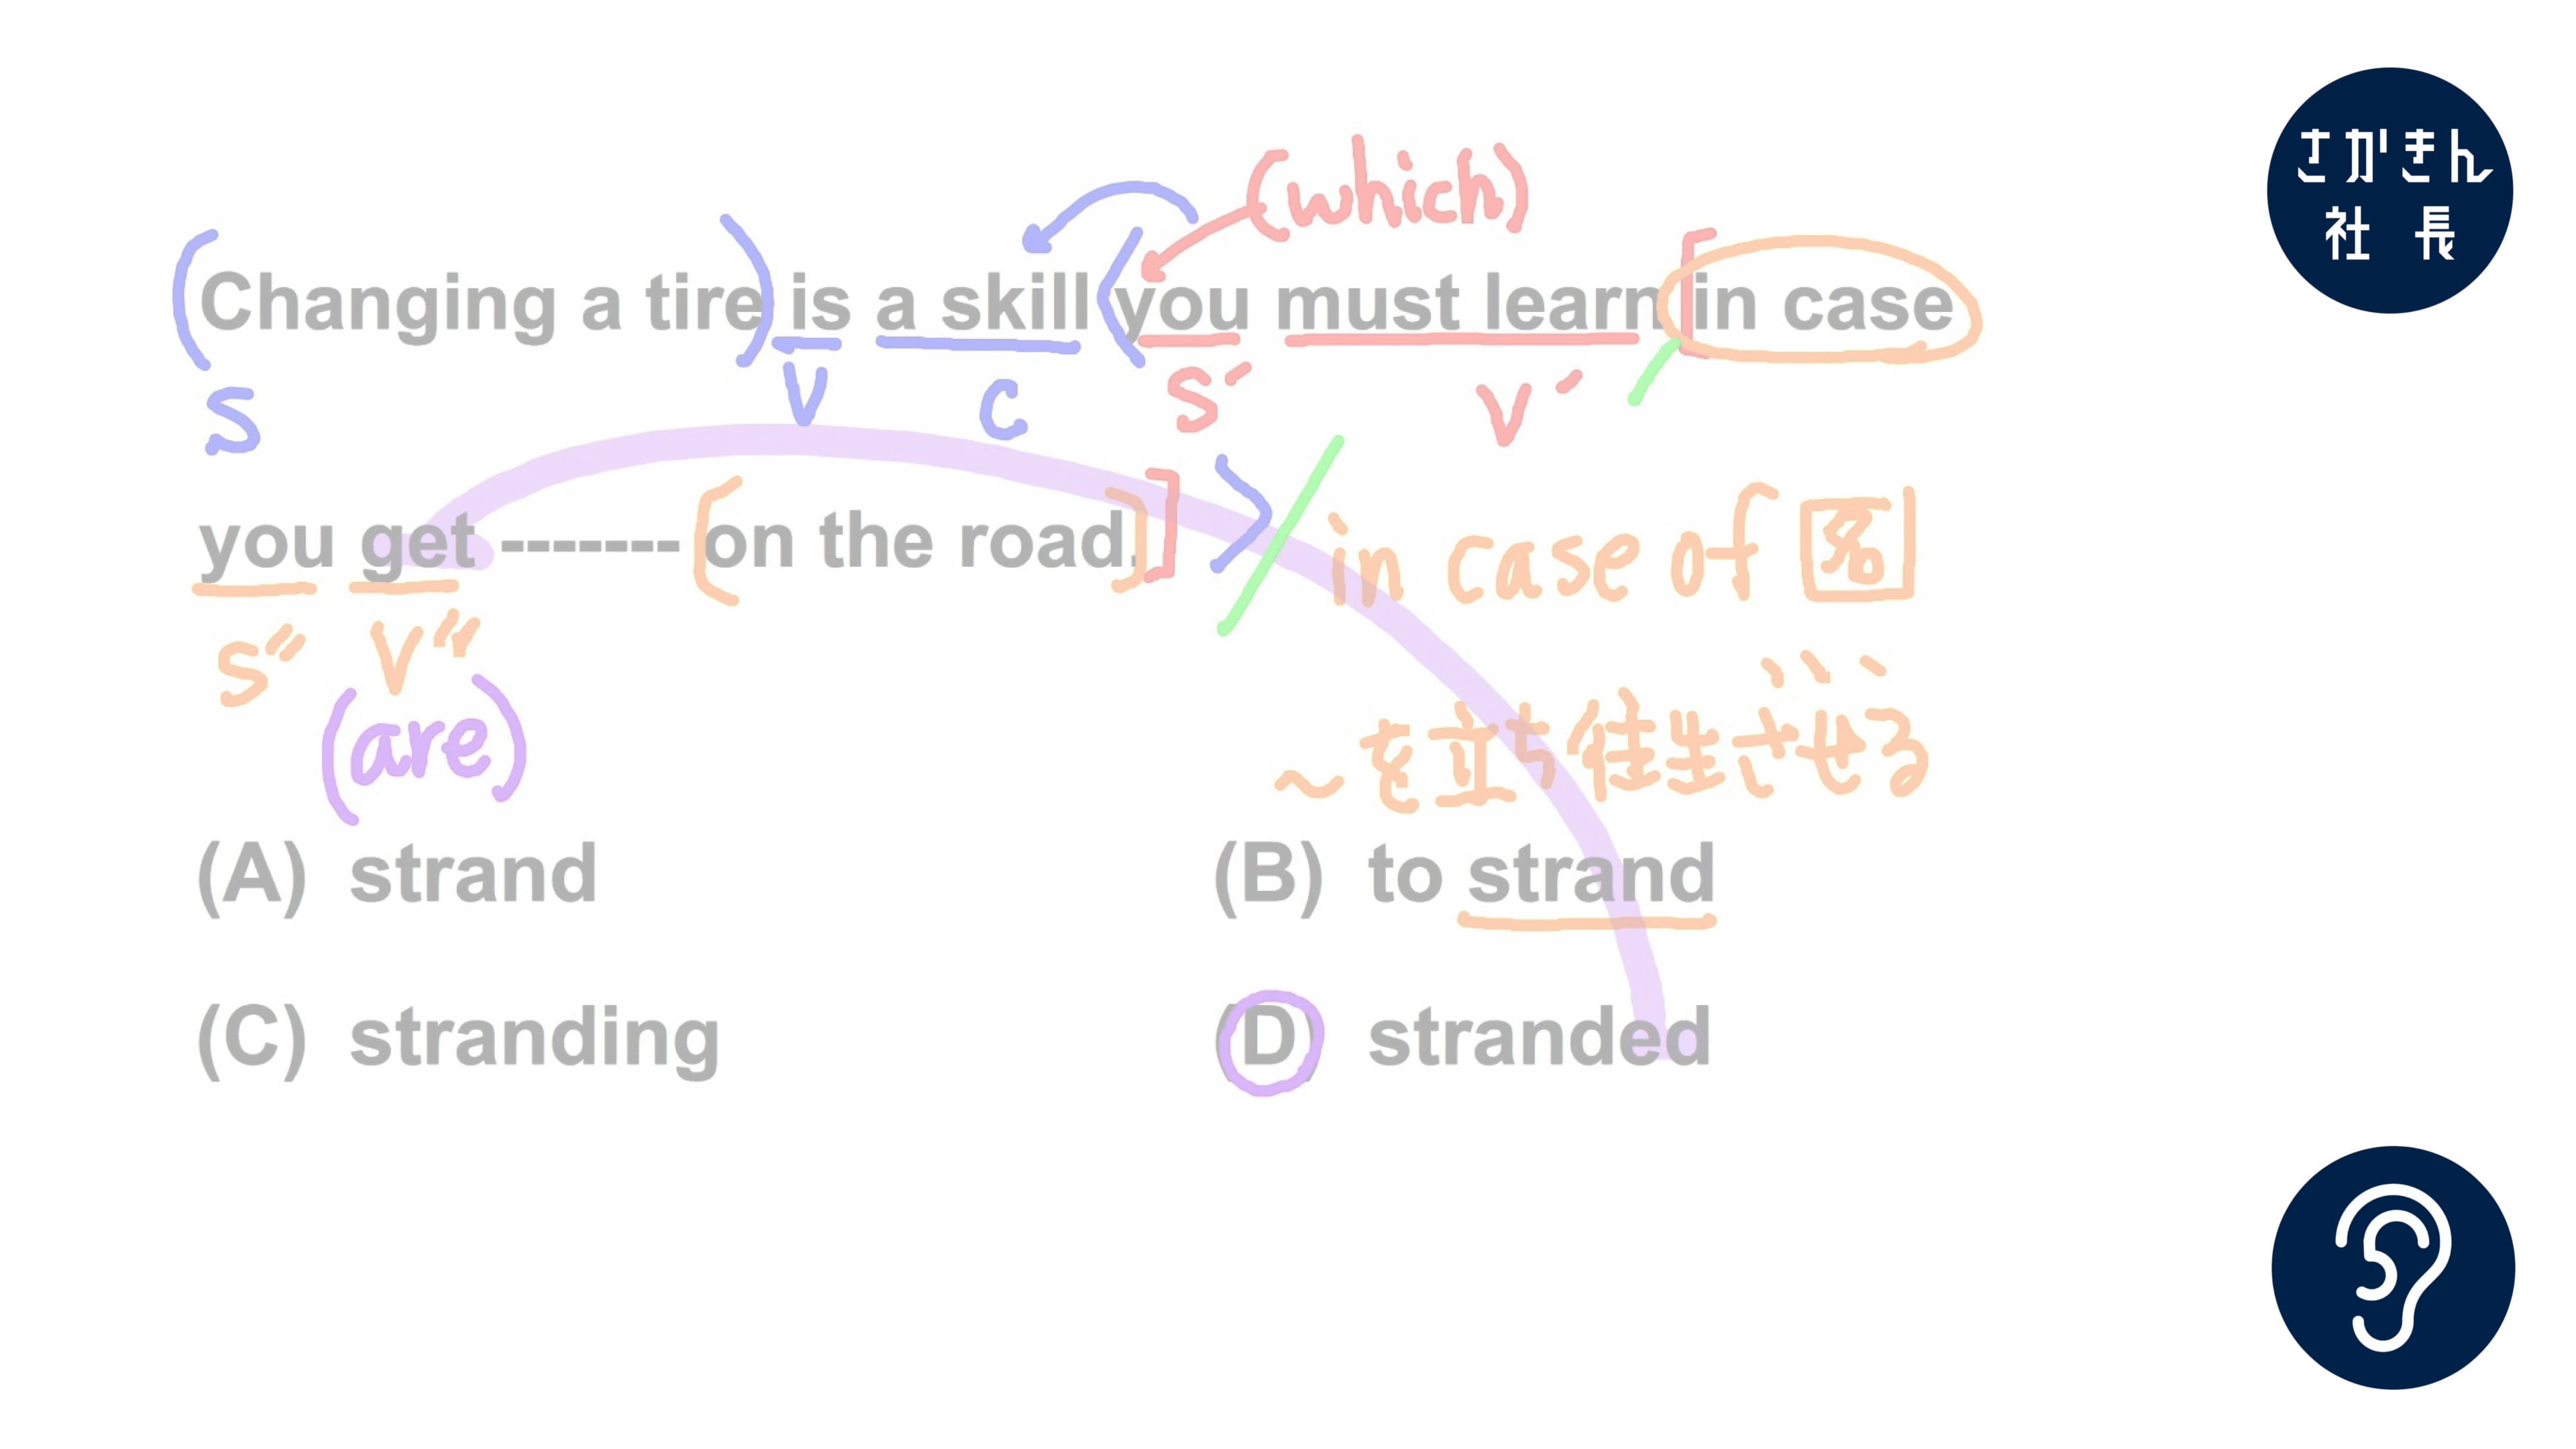 (which)
Changing a tire is a skill you must learn in case
S V C S′ V′
you get ------- on the road. in case of 名
S″ V″
(are)
～を立ち往生させる
(A) strand
(B) to strand
(C) stranding
(D) stranded
さかきん
社長